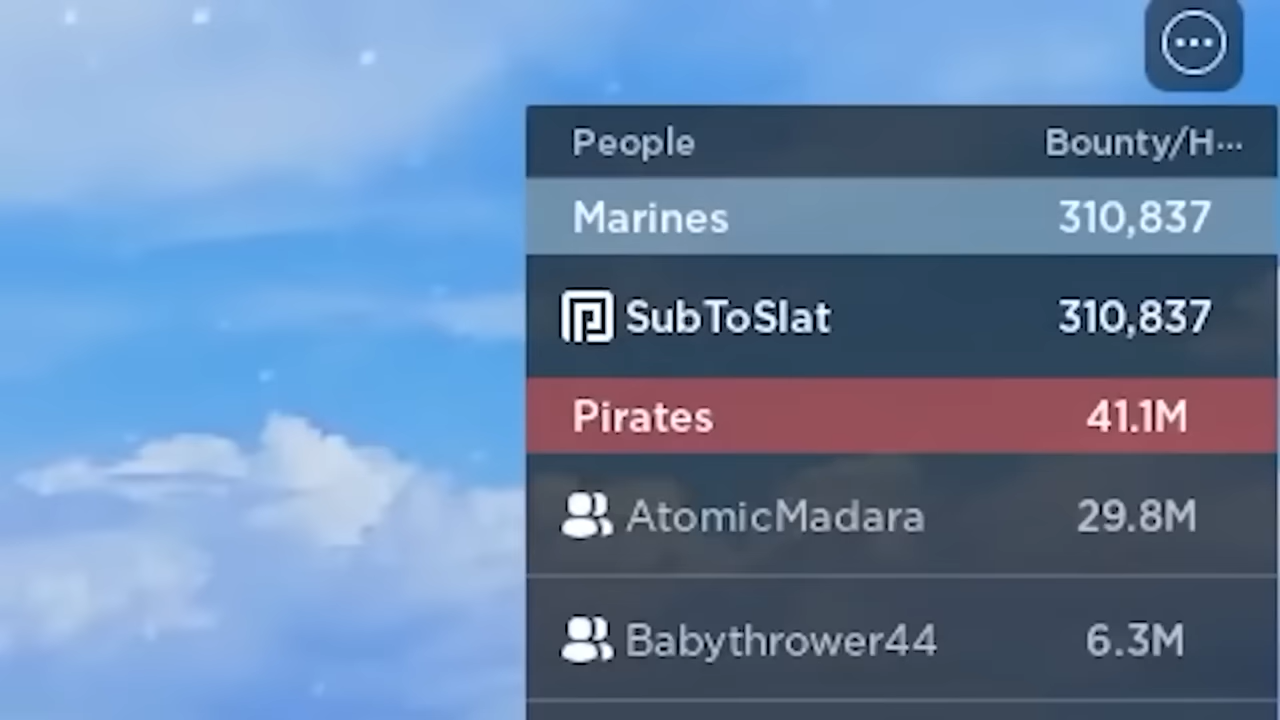 People Bounty/H...
Marines 310,837
SubToSlat 310,837
Pirates 41.1M
AtomicMadara 29.8M
Babythrower44 6.3M